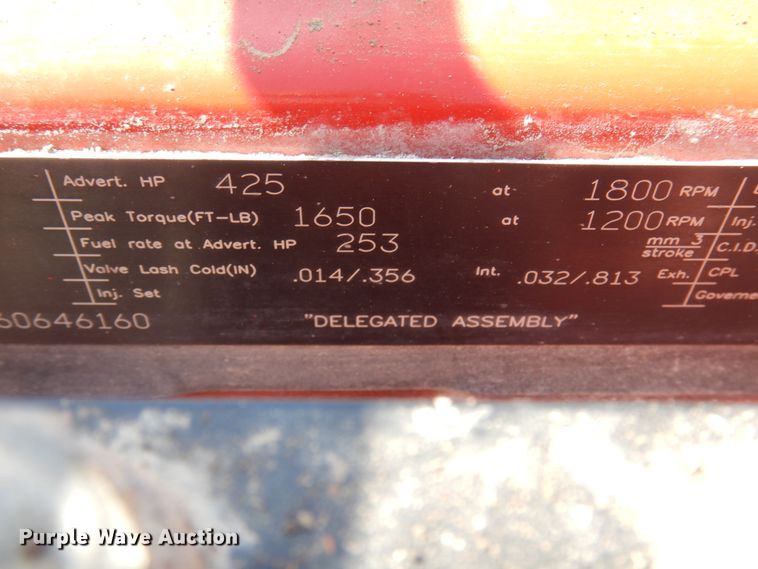 Advert. HP 425 at 1800 RPM
Peak Torque(FT-LB) 1650 at 1200 RPM Inj.
Fuel rate at Advert. HP 253 mm 3 stroke C.I.D.
Valve Lash Cold(IN) .014/.356 Int. .032/.813 Exh. CPL
Inj. Set
60646160 "DELEGATED ASSEMBLY"
Purple Wave Auction